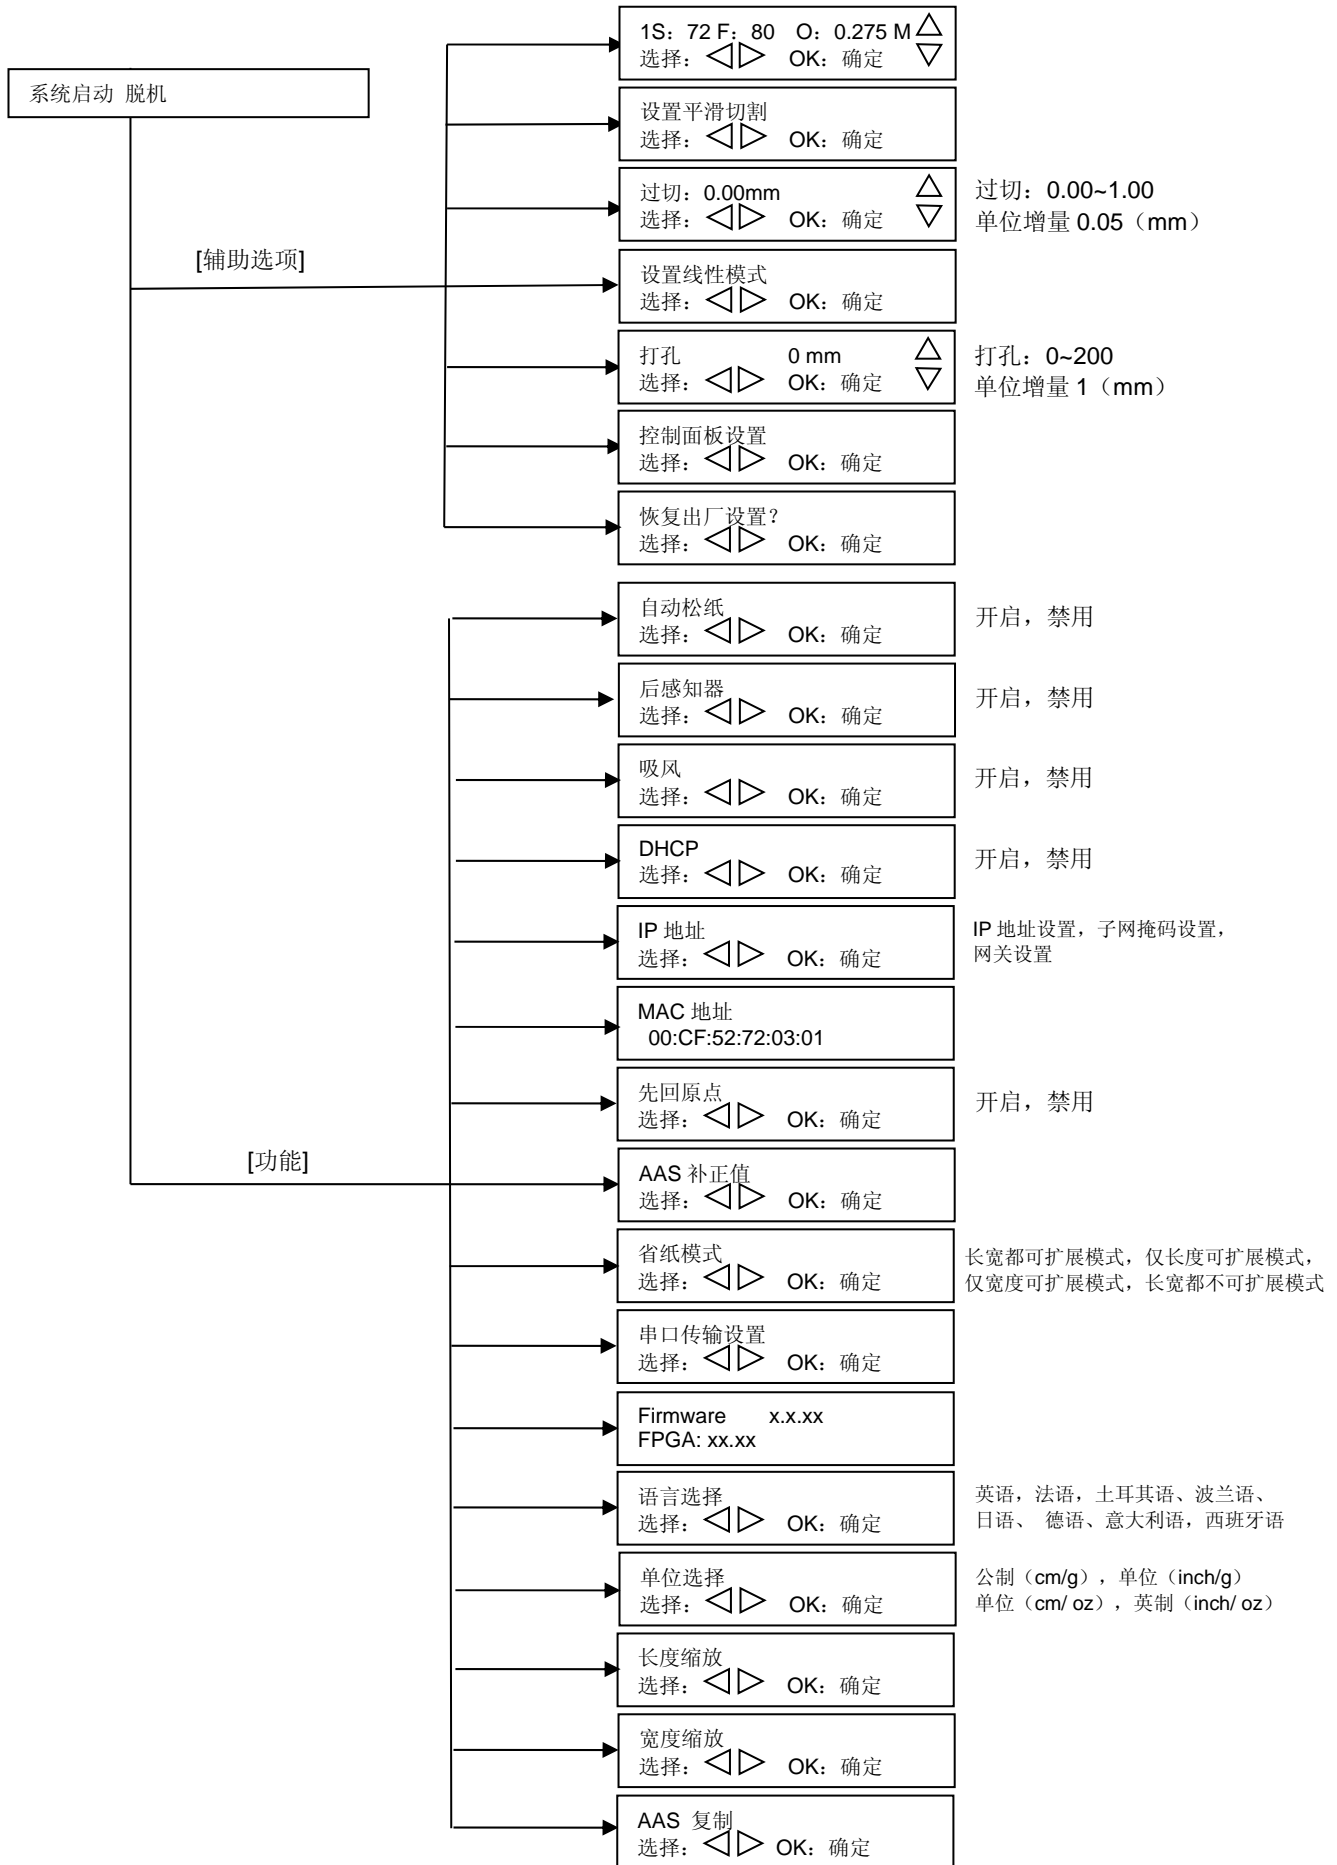 1S：72 F：80 O：0.275 M
选择： OK：确定
系统启动 脱机
设置平滑切割
选择： OK：确定
过切：0.00mm
选择： OK：确定
过切：0.00~1.00
单位增量 0.05（mm）
[辅助选项]
设置线性模式
选择： OK：确定
打孔 0 mm
选择： OK：确定
打孔：0~200
单位增量 1（mm）
控制面板设置
选择： OK：确定
恢复出厂设置？
选择： OK：确定
自动松纸
选择： OK：确定
开启，禁用
后感知器
选择： OK：确定
开启，禁用
吸风
选择： OK：确定
开启，禁用
DHCP
选择： OK：确定
开启，禁用
IP 地址
选择： OK：确定
IP 地址设置，子网掩码设置，
网关设置
MAC 地址
00:CF:52:72:03:01
先回原点
选择： OK：确定
开启，禁用
[功能]
AAS 补正值
选择： OK：确定
省纸模式
选择： OK：确定
长宽都可扩展模式，仅长度可扩展模式，
仅宽度可扩展模式，长宽都不可扩展模式
串口传输设置
选择： OK：确定
Firmware x.x.xx
FPGA: xx.xx
语言选择
选择： OK：确定
英语，法语，土耳其语、波兰语、
日语、 德语、意大利语，西班牙语
单位选择
选择： OK：确定
公制（cm/g），单位（inch/g）
单位（cm/ oz），英制（inch/ oz）
长度缩放
选择： OK：确定
宽度缩放
选择： OK：确定
AAS 复制
选择： OK：确定